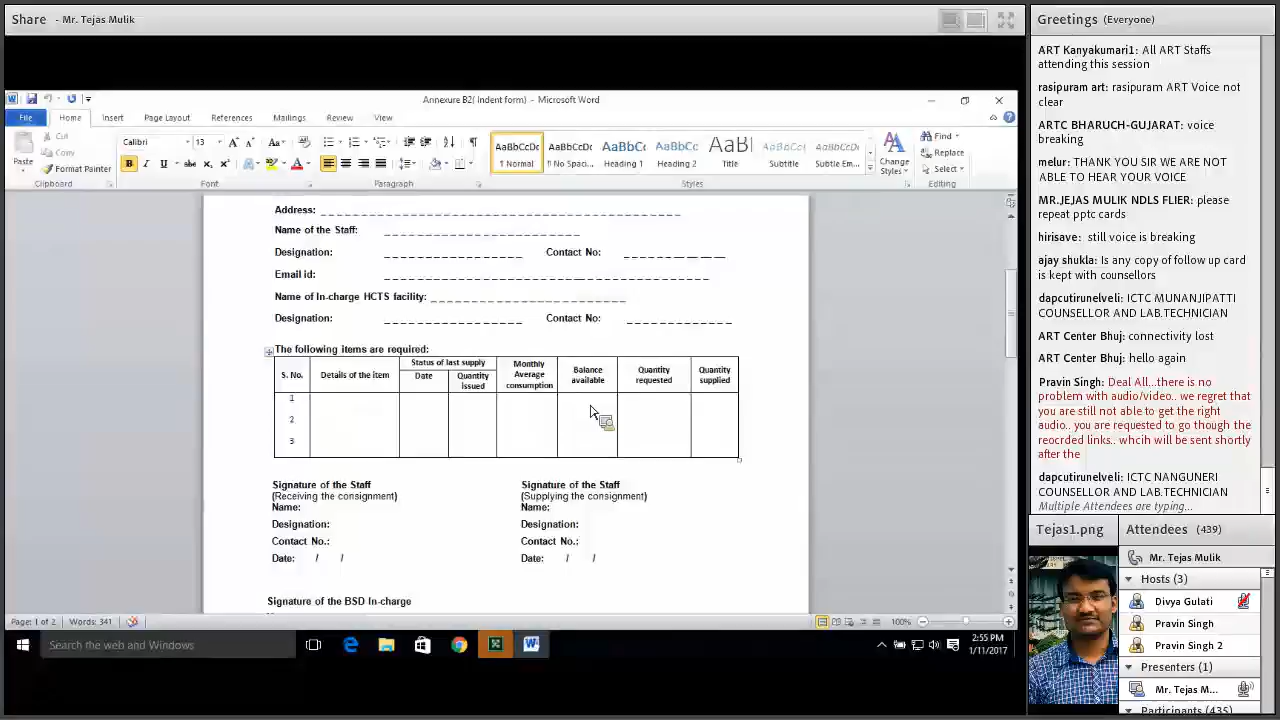 Share - Mr. Tejas Mulik
Annexure B2( Indent form) - Microsoft Word
File Home Insert Page Layout References Mailings Review View
Paste
Cut
Copy
Format Painter
Calibri 13
AaBbCcDc AaBbCcDc AaBbC AaBbCc AaB AaBbCcI AaBbCcDc
¶ Normal ¶ No Spaci... Heading 1 Heading 2 Title Subtitle Subtle Em...
Change Styles
Find
Replace
Select
Clipboard Font Paragraph Styles Editing
Address:
Name of the Staff:
Designation: Contact No:
Email id:
Name of In-charge HCTS facility:
Designation: Contact No:
The following items are required:
S. No. Details of the item Status of last supply Date Quantity issued Monthly Average consumption Balance available Quantity requested Quantity supplied
1
2
3
Signature of the Staff Signature of the Staff
(Receiving the consignment) (Supplying the consignment)
Name: Name:
Designation: Designation:
Contact No.: Contact No.:
Date: / / Date: / /
Signature of the BSD In-charge
Page: 1 of 2 Words: 341 100%
Search the web and Windows
2:55 PM
1/11/2017
Greetings (Everyone)
ART Kanyakumari1: All ART Staffs
attending this session
rasipuram art: rasipuram ART Voice not
clear
ARTC BHARUCH-GUJARAT: voice
breaking
melur: THANK YOU SIR WE ARE NOT
ABLE TO HEAR YOUR VOICE
MR.JEJAS MULIK NDLS FLIER: please
repeat pptc cards
hirisave: still voice is breaking
ajay shukla: Is any copy of follow up card
is kept with counsellors
dapcutirunelveli: ICTC MUNANJIPATTI
COUNSELLOR AND LAB.TECHNICIAN
ART Center Bhuj: connectivity lost
ART Center Bhuj: hello again
Pravin Singh: Deal All...there is no
problem with audio/video.. we regret that
you are still not able to get the right
audio.. you are requested to go though the
reocrded links.. whcih will be sent shortly
after the
dapcutirunelveli: ICTC NANGUNERI
COUNSELLOR AND LAB.TECHNICIAN
Multiple Attendees are typing...
Tejas1.png
Attendees (439)
Mr. Tejas Mulik
Hosts (3)
Divya Gulati
Pravin Singh
Pravin Singh 2
Presenters (1)
Mr. Tejas M...
Participants (435)